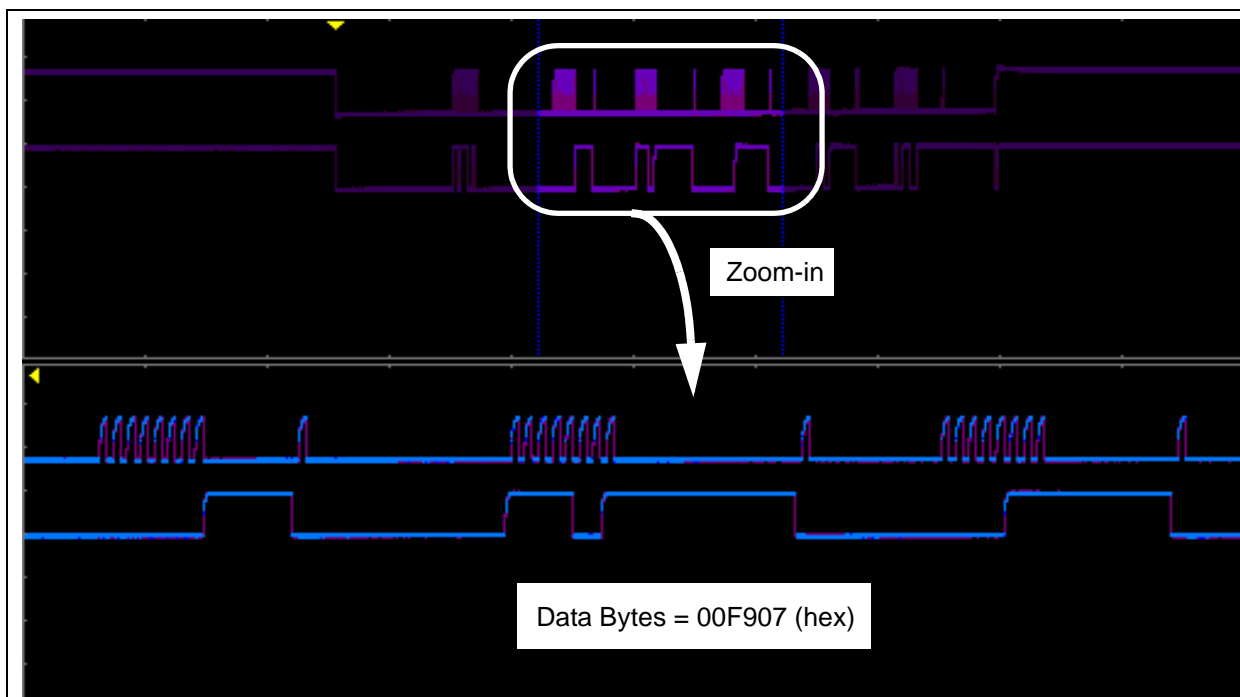 Zoom-in
Data Bytes = 00F907 (hex)